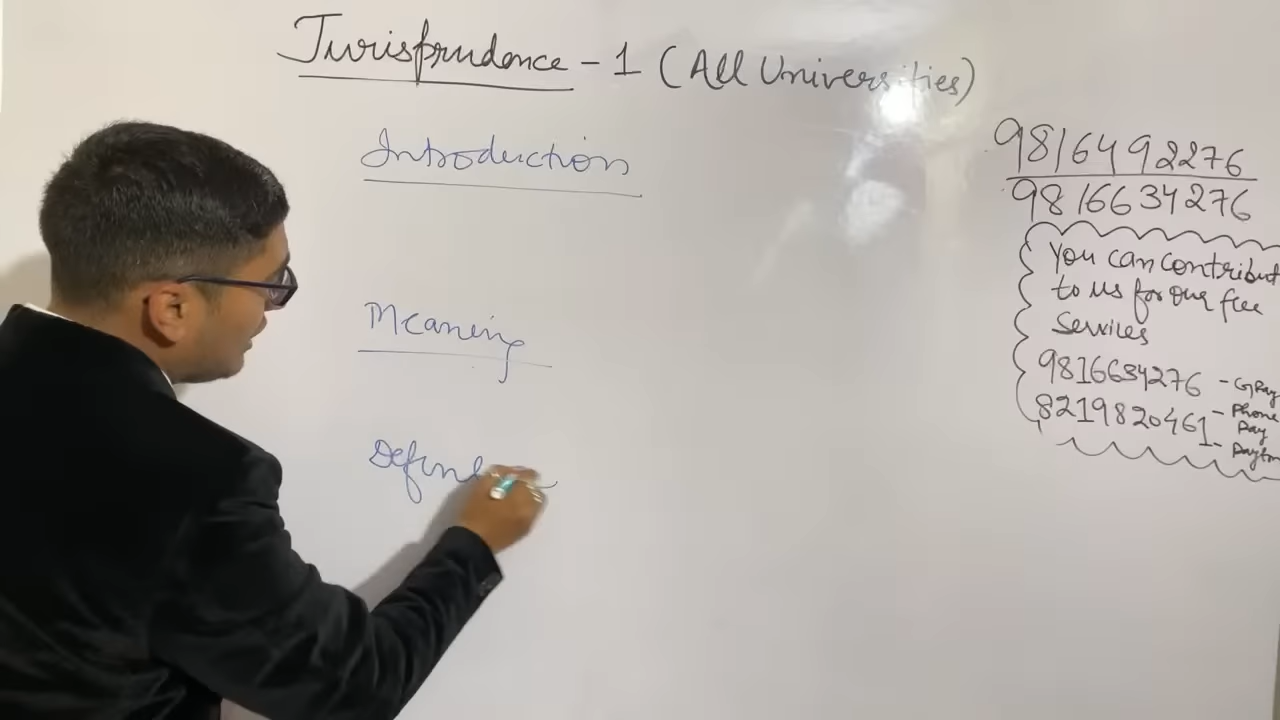 Jurisprudence - 1 (All Universities)
Introduction
Meaning
9816492276
9816634276
You can contribut
to us for our free
Services
9816634276 - GPay
8219820461 - Phone
Pay
- Paytm